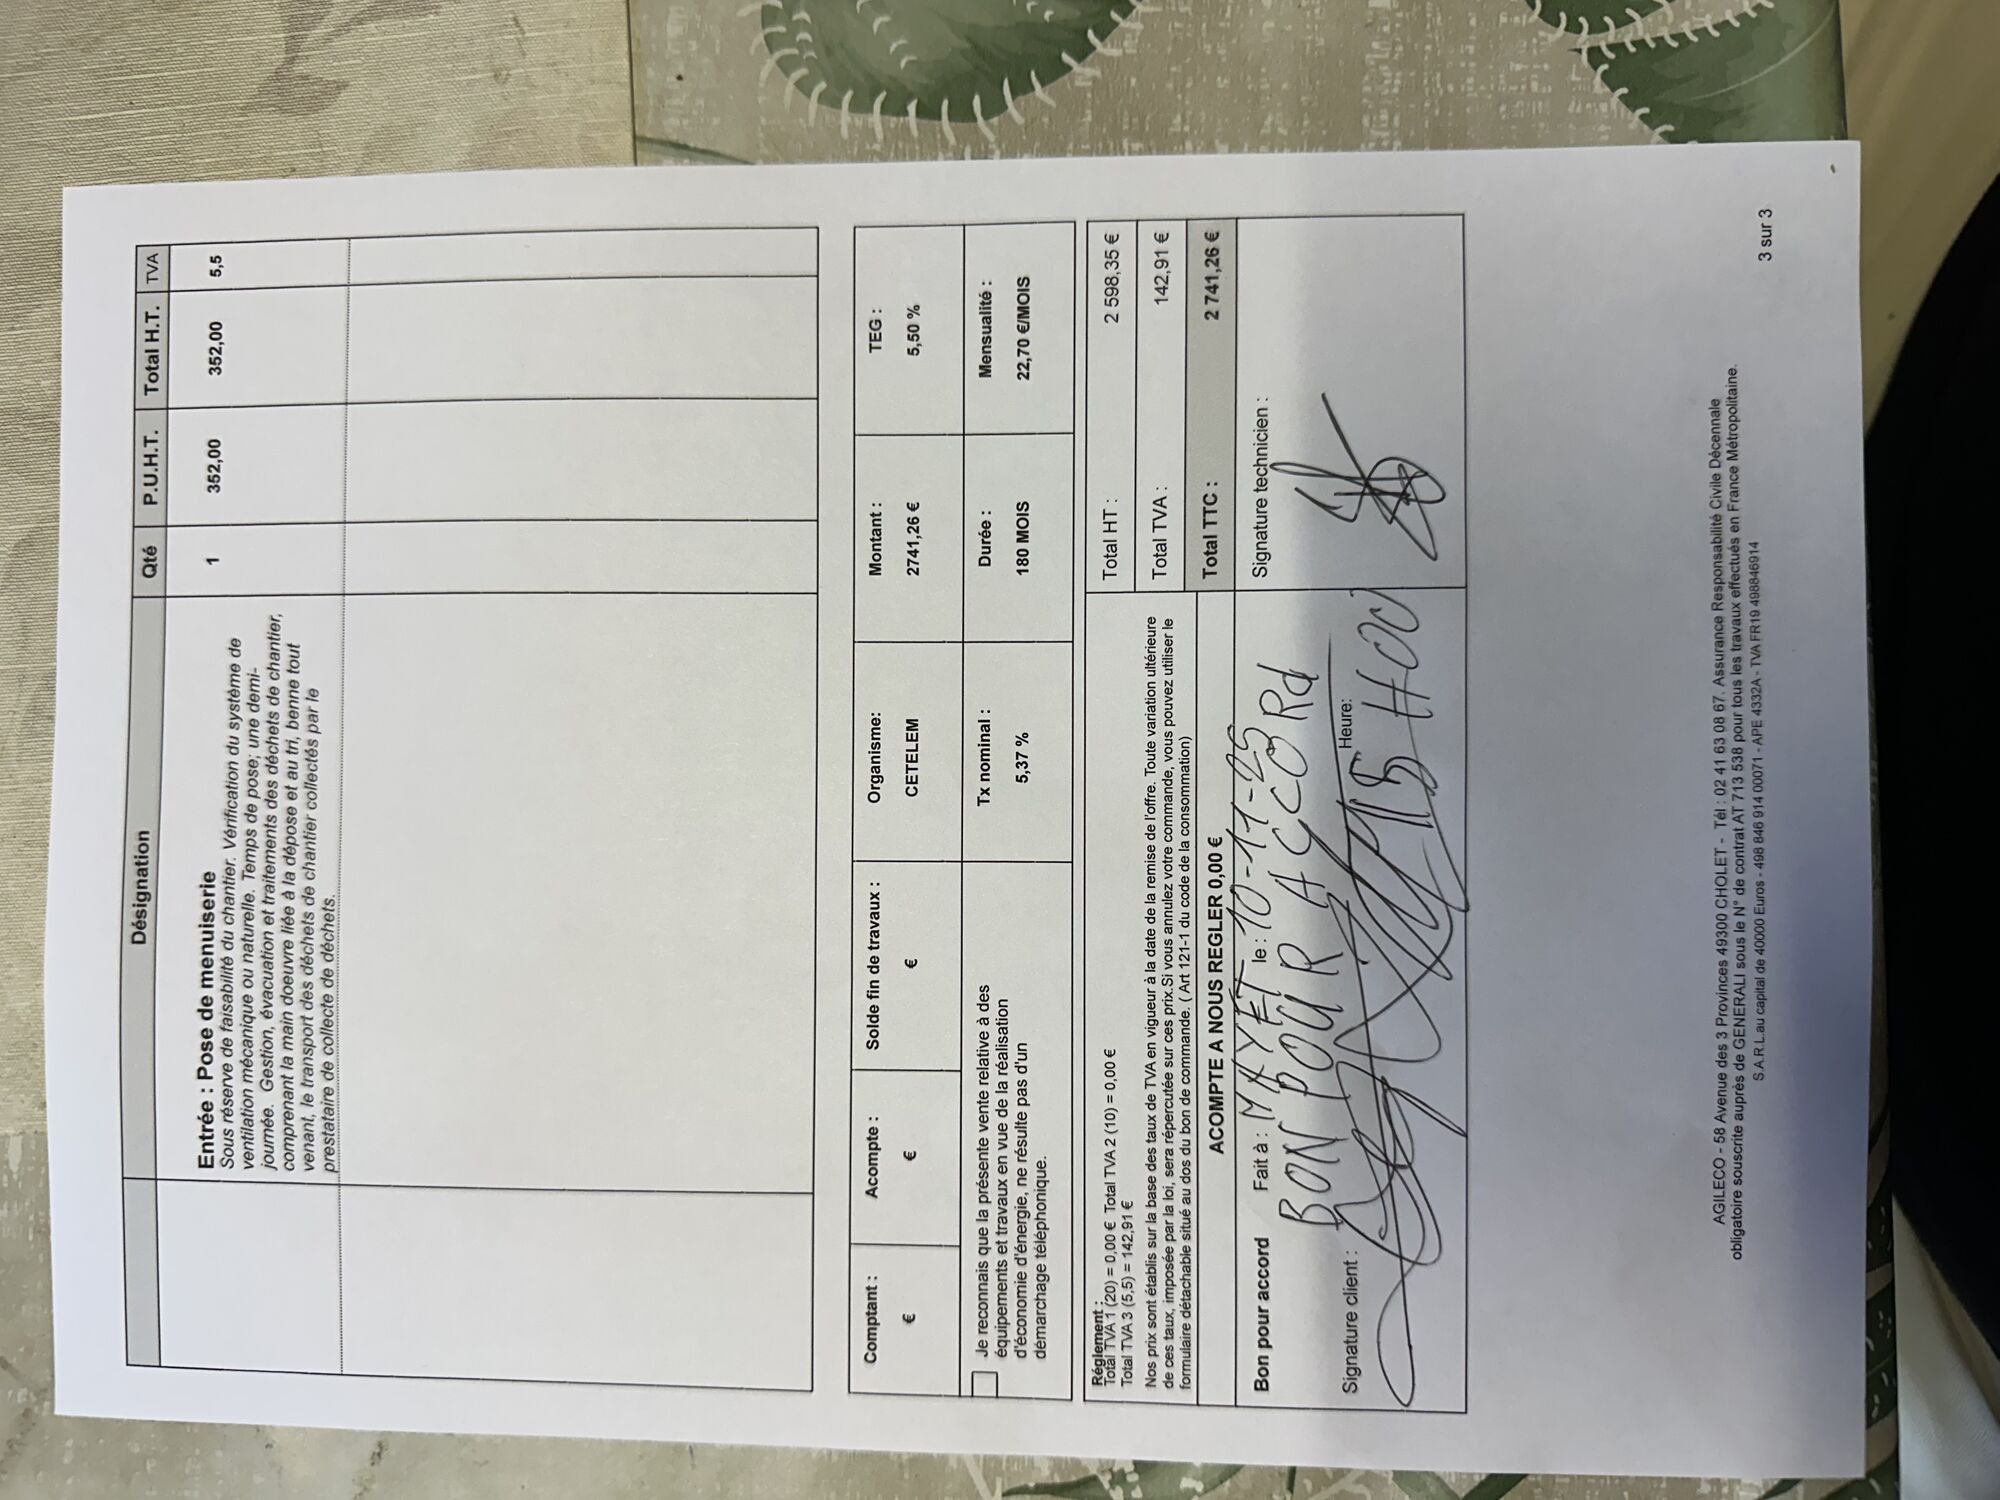 Désignation Qté P.U.H.T. Total H.T. TVA
Entrée : Pose de menuiserie 1 352,00 352,00 5,5
Sous réserve de faisabilité du chantier. Vérification du système de
ventilation mécanique ou naturelle. Temps de pose; une demi-
journée. Gestion, évacuation et traitements des déchets de chantier,
comprenant la main doeuvre liée à la dépose et au tri, benne tout
venant, le transport des déchets de chantier collectés par le
prestataire de collecte de déchets.
Comptant : Acompte : Solde fin de travaux : Organisme: Montant : TEG :
€ € € CETELEM 2741,26 € 5,50 %
Je reconnais que la présente vente relative à des
équipements et travaux en vue de la réalisation
d'économie d'énergie, ne résulte pas d'un
démarchage téléphonique.
Tx nominal : Durée : Mensualité :
5,37 % 180 MOIS 22,70 €/MOIS
Réglement :
Total TVA 1 (20) = 0,00 € Total TVA 2 (10) = 0,00 €
Total TVA 3 (5,5) = 142,91 €
Nos prix sont établis sur la base des taux de TVA en vigueur à la date de la remise de l'offre. Toute variation ultérieure
de ces taux, imposée par la loi, sera répercutée sur ces prix.Si vous annulez votre commande, vous pouvez utiliser le
formulaire détachable situé au dos du bon de commande. ( Art 121-1 du code de la consommation)
Total HT : 2 598,35 €
Total TVA : 142,91 €
Total TTC : 2 741,26 €
ACOMPTE A NOUS REGLER 0,00 €
Bon pour accord Fait à : MAYET le : 10-11-25
BON POUR ACCORD
Signature client : Heure: 15H00
Signature technicien :
AGILECO - 58 Avenue des 3 Provinces 49300 CHOLET - Tél : 02 41 63 08 67. Assurance Responsabilité Civile Décennale
obligatoire souscrite auprès de GENERALI sous le N° de contrat AT 713 538 pour tous les travaux effectués en France Métropolitaine.
S.A.R.L au capital de 40000 Euros - 498 846 914 00071 - APE 4332A - TVA FR19 498846914
3 sur 3